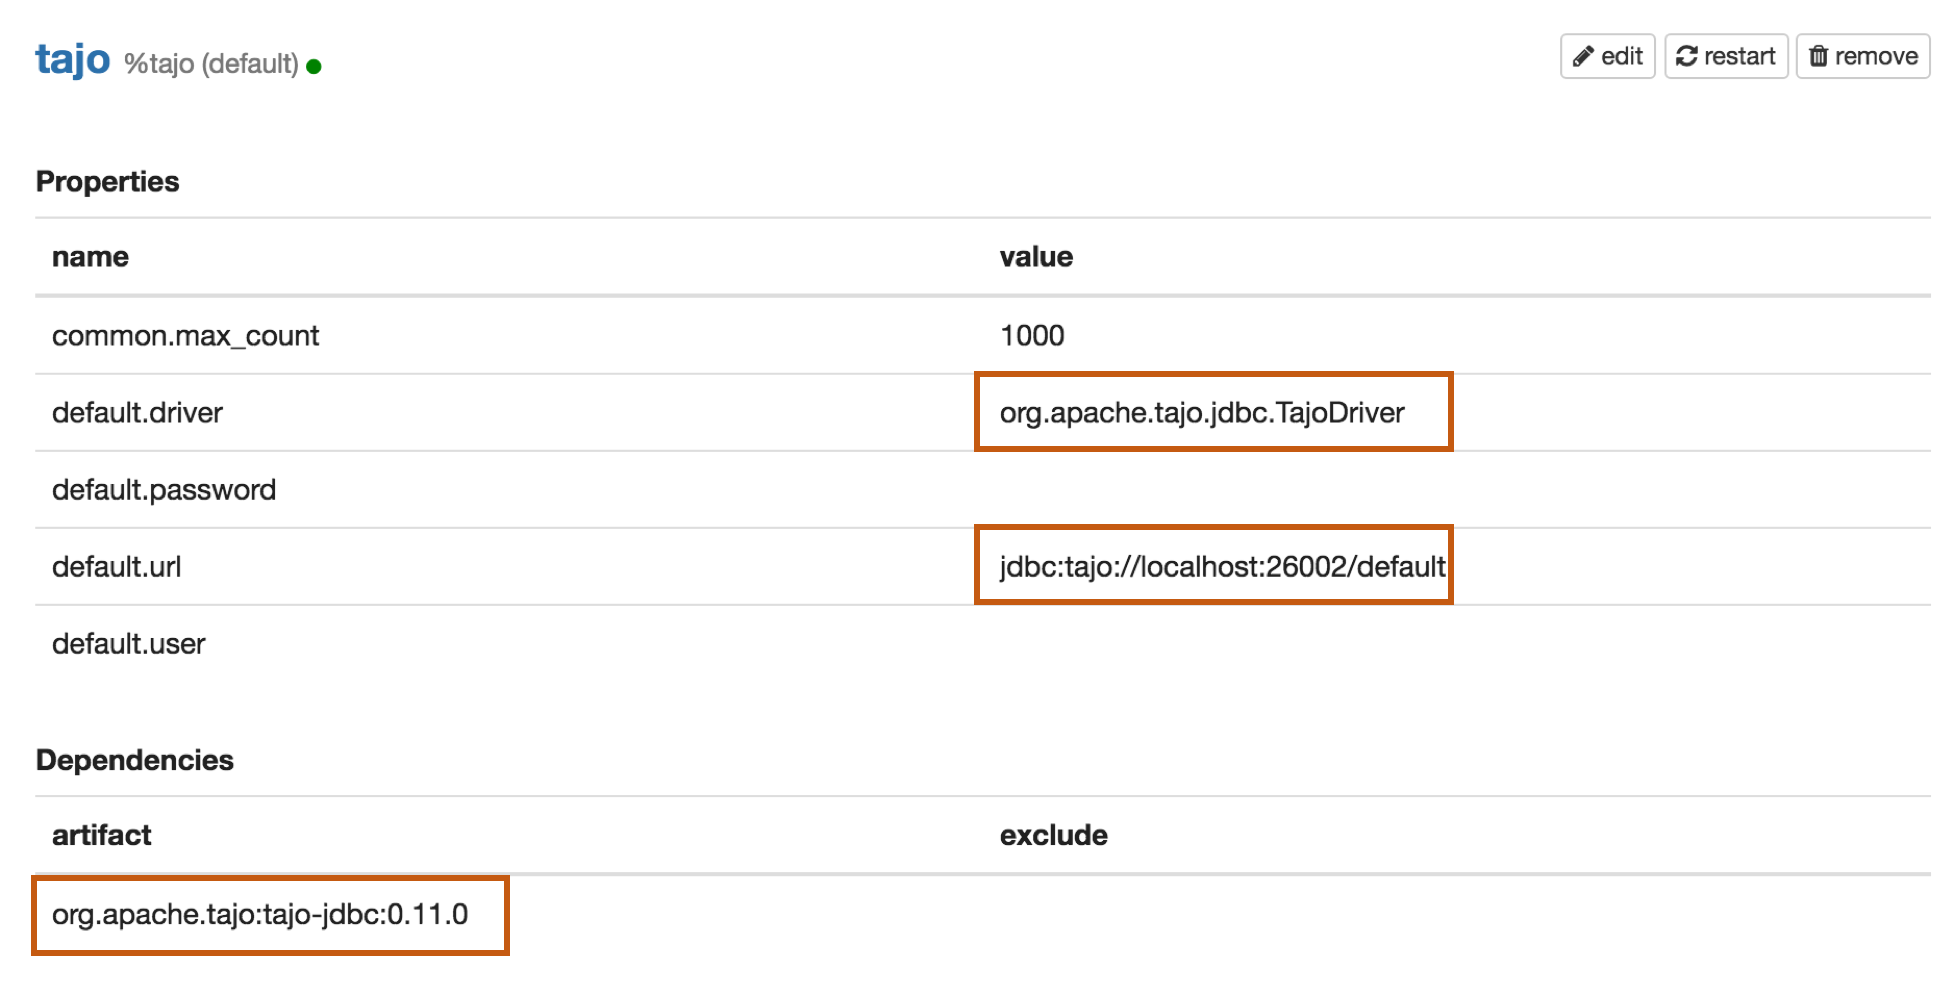 tajo %tajo (default) edit restart remove
Properties
name value
common.max_count 1000
default.driver org.apache.tajo.jdbc.TajoDriver
default.password
default.url jdbc:tajo://localhost:26002/default
default.user
Dependencies
artifact exclude
org.apache.tajo:tajo-jdbc:0.11.0